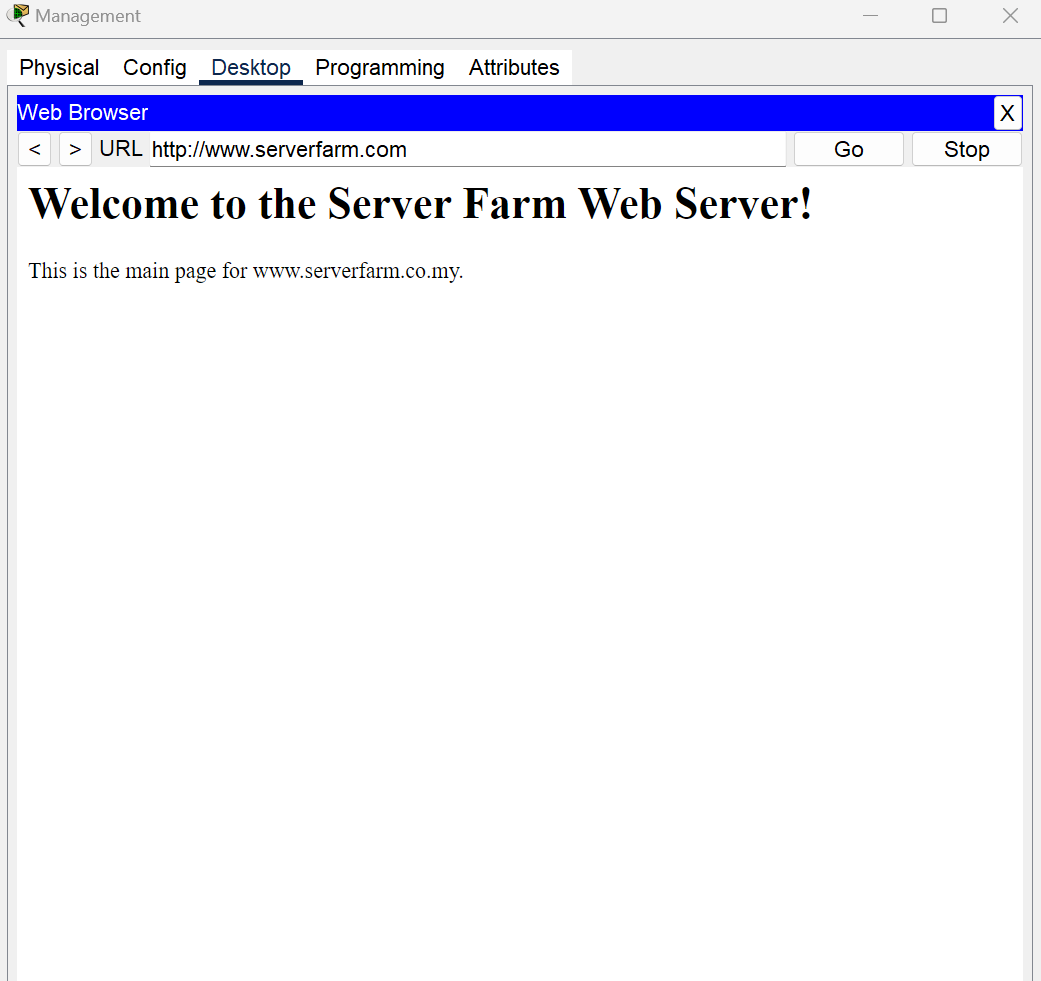 Management
Physical Config Desktop Programming Attributes
Web Browser X
< > URL http://www.serverfarm.com Go Stop
Welcome to the Server Farm Web Server!
This is the main page for www.serverfarm.co.my.